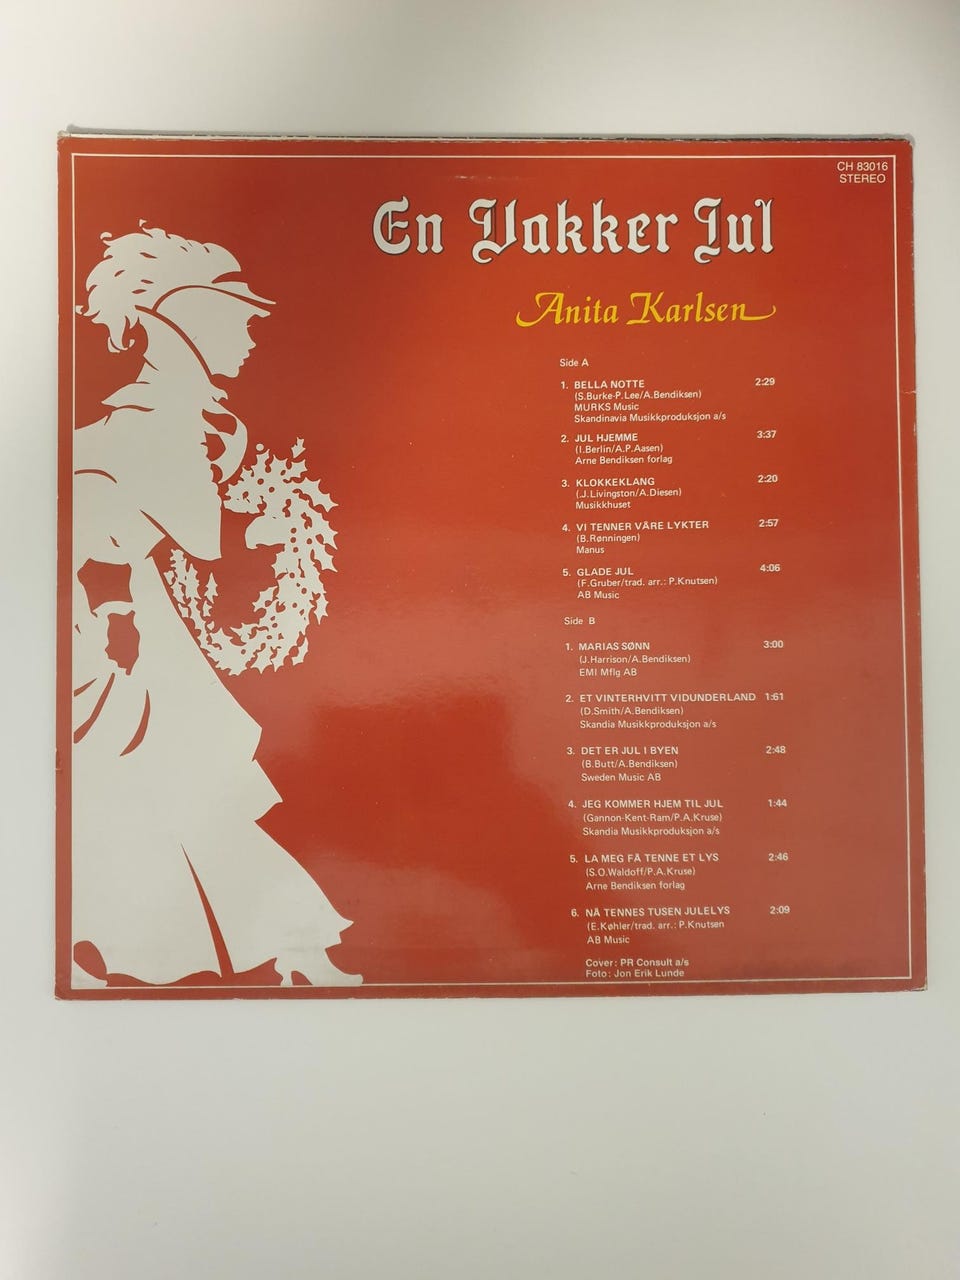 CH 83016
STEREO
En Vakker Jul
Anita Karlsen
Side A
1. BELLA NOTTE 2:29
(S.Burke-P.Lee/A.Bendiksen)
MURKS Music
Skandinavia Musikkproduksjon a/s
2. JUL HJEMME 3:37
(I.Berlin/A.P.Aasen)
Arne Bendiksen forlag
3. KLOKKEKLANG 2:20
(.J.Livingston/A.Diesen)
Musikkhuset
4. VI TENNER VÅRE LYKTER 2:57
(B.Rønningen)
Manus
5. GLADE JUL 4:06
(F.Gruber/trad. arr.: P.Knutsen)
AB Music
Side B
1. MARIAS SØNN 3:00
(J.Harrison/A.Bendiksen)
EMI Mflg AB
2. ET VINTERHVITT VIDUNDERLAND 1:61
(D.Smith/A.Bendiksen)
Skandia Musikkproduksjon a/s
3. DET ER JUL I BYEN 2:48
(B.Butt/A.Bendiksen)
Sweden Music AB
4. JEG KOMMER HJEM TIL JUL 1:44
(Gannon-Kent-Ram/P.A.Kruse)
Skandia Musikkproduksjon a/s
5. LA MEG FÅ TENNE ET LYS 2:46
(S.O.Waldoff/P.A.Kruse)
Arne Bendiksen forlag
6. NÅ TENNES TUSEN JULELYS 2:09
(E.Køhler/trad. arr.: P.Knutsen
AB Music
Cover: PR Consult a/s
Foto: Jon Erik Lunde